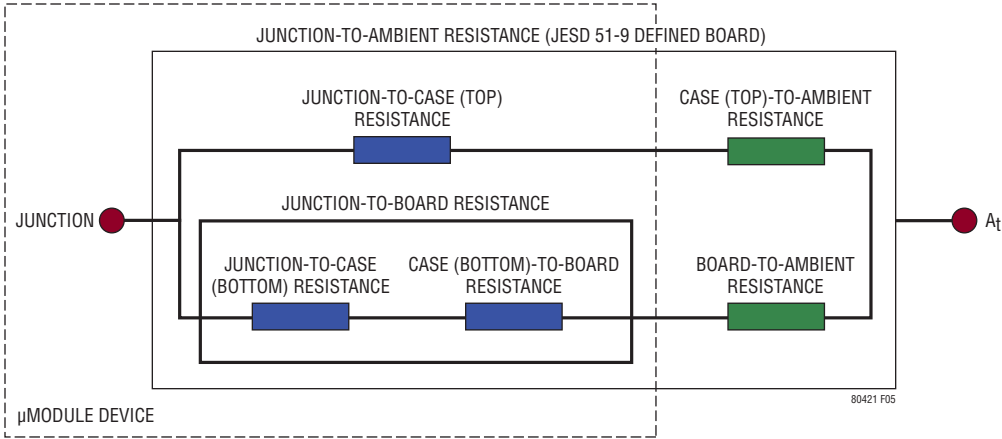 JUNCTION-TO-AMBIENT RESISTANCE (JESD 51-9 DEFINED BOARD)
JUNCTION-TO-CASE (TOP)
RESISTANCE
CASE (TOP)-TO-AMBIENT
RESISTANCE
JUNCTION
JUNCTION-TO-BOARD RESISTANCE
At
JUNCTION-TO-CASE
(BOTTOM) RESISTANCE
CASE (BOTTOM)-TO-BOARD
RESISTANCE
BOARD-TO-AMBIENT
RESISTANCE
80421 F05
µMODULE DEVICE